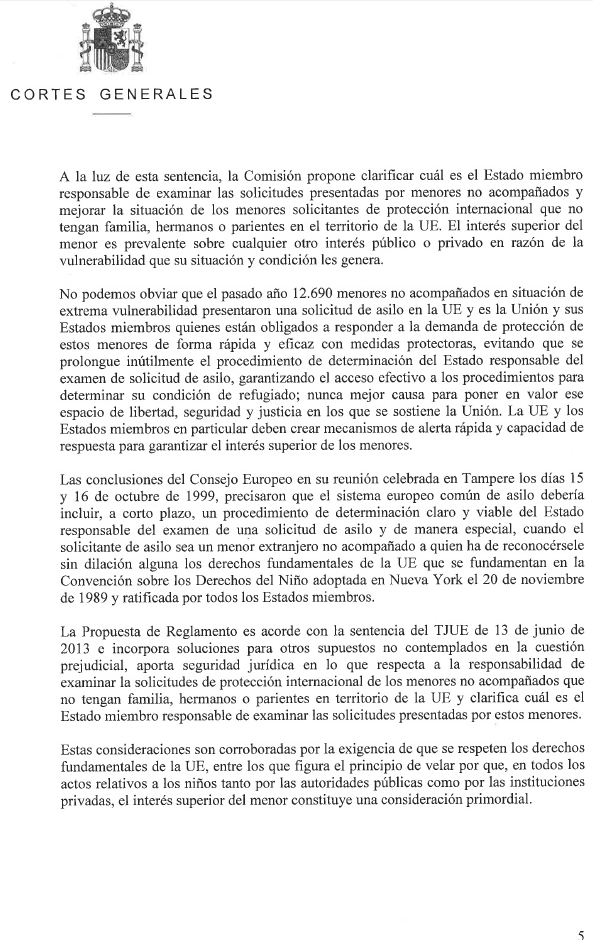 CORTES GENERALES
A la luz de esta sentencia, la Comisión propone clarificar cuál es el Estado miembro
responsable de examinar las solicitudes presentadas por menores no acompañados y
mejorar la situación de los menores solicitantes de protección internacional que no
tengan familia, hermanos o parientes en el territorio de la UE. El interés superior del
menor es prevalente sobre cualquier otro interés público o privado en razón de la
vulnerabilidad que su situación y condición les genera.
No podemos obviar que el pasado año 12.690 menores no acompañados en situación de
extrema vulnerabilidad presentaron una solicitud de asilo en la UE y es la Unión y sus
Estados miembros quienes están obligados a responder a la demanda de protección de
estos menores de forma rápida y eficaz con medidas protectoras, evitando que se
prolongue inútilmente el procedimiento de determinación del Estado responsable del
examen de solicitud de asilo, garantizando el acceso efectivo a los procedimientos para
determinar su condición de refugiado; nunca mejor causa para poner en valor ese
espacio de libertad, seguridad y justicia en los que se sostiene la Unión. La UE y los
Estados miembros en particular deben crear mecanismos de alerta rápida y capacidad de
respuesta para garantizar el interés superior de los menores.
Las conclusiones del Consejo Europeo en su reunión celebrada en Tampere los días 15
y 16 de octubre de 1999, precisaron que el sistema europeo común de asilo debería
incluir, a corto plazo, un procedimiento de determinación claro y viable del Estado
responsable del examen de una solicitud de asilo y de manera especial, cuando el
solicitante de asilo sea un menor extranjero no acompañado a quien ha de reconocérsele
sin dilación alguna los derechos fundamentales de la UE que se fundamentan en la
Convención sobre los Derechos del Niño adoptada en Nueva York el 20 de noviembre
de 1989 y ratificada por todos los Estados miembros.
La Propuesta de Reglamento es acorde con la sentencia del TJUE de 13 de junio de
2013 e incorpora soluciones para otros supuestos no contemplados en la cuestión
prejudicial, aporta seguridad jurídica en lo que respecta a la responsabilidad de
examinar la solicitudes de protección internacional de los menores no acompañados que
no tengan familia, hermanos o parientes en territorio de la UE y clarifica cuál es el
Estado miembro responsable de examinar las solicitudes presentadas por estos menores.
Estas consideraciones son corroboradas por la exigencia de que se respeten los derechos
fundamentales de la UE, entre los que figura el principio de velar por que, en todos los
actos relativos a los niños tanto por las autoridades públicas como por las instituciones
privadas, el interés superior del menor constituye una consideración primordial.
5